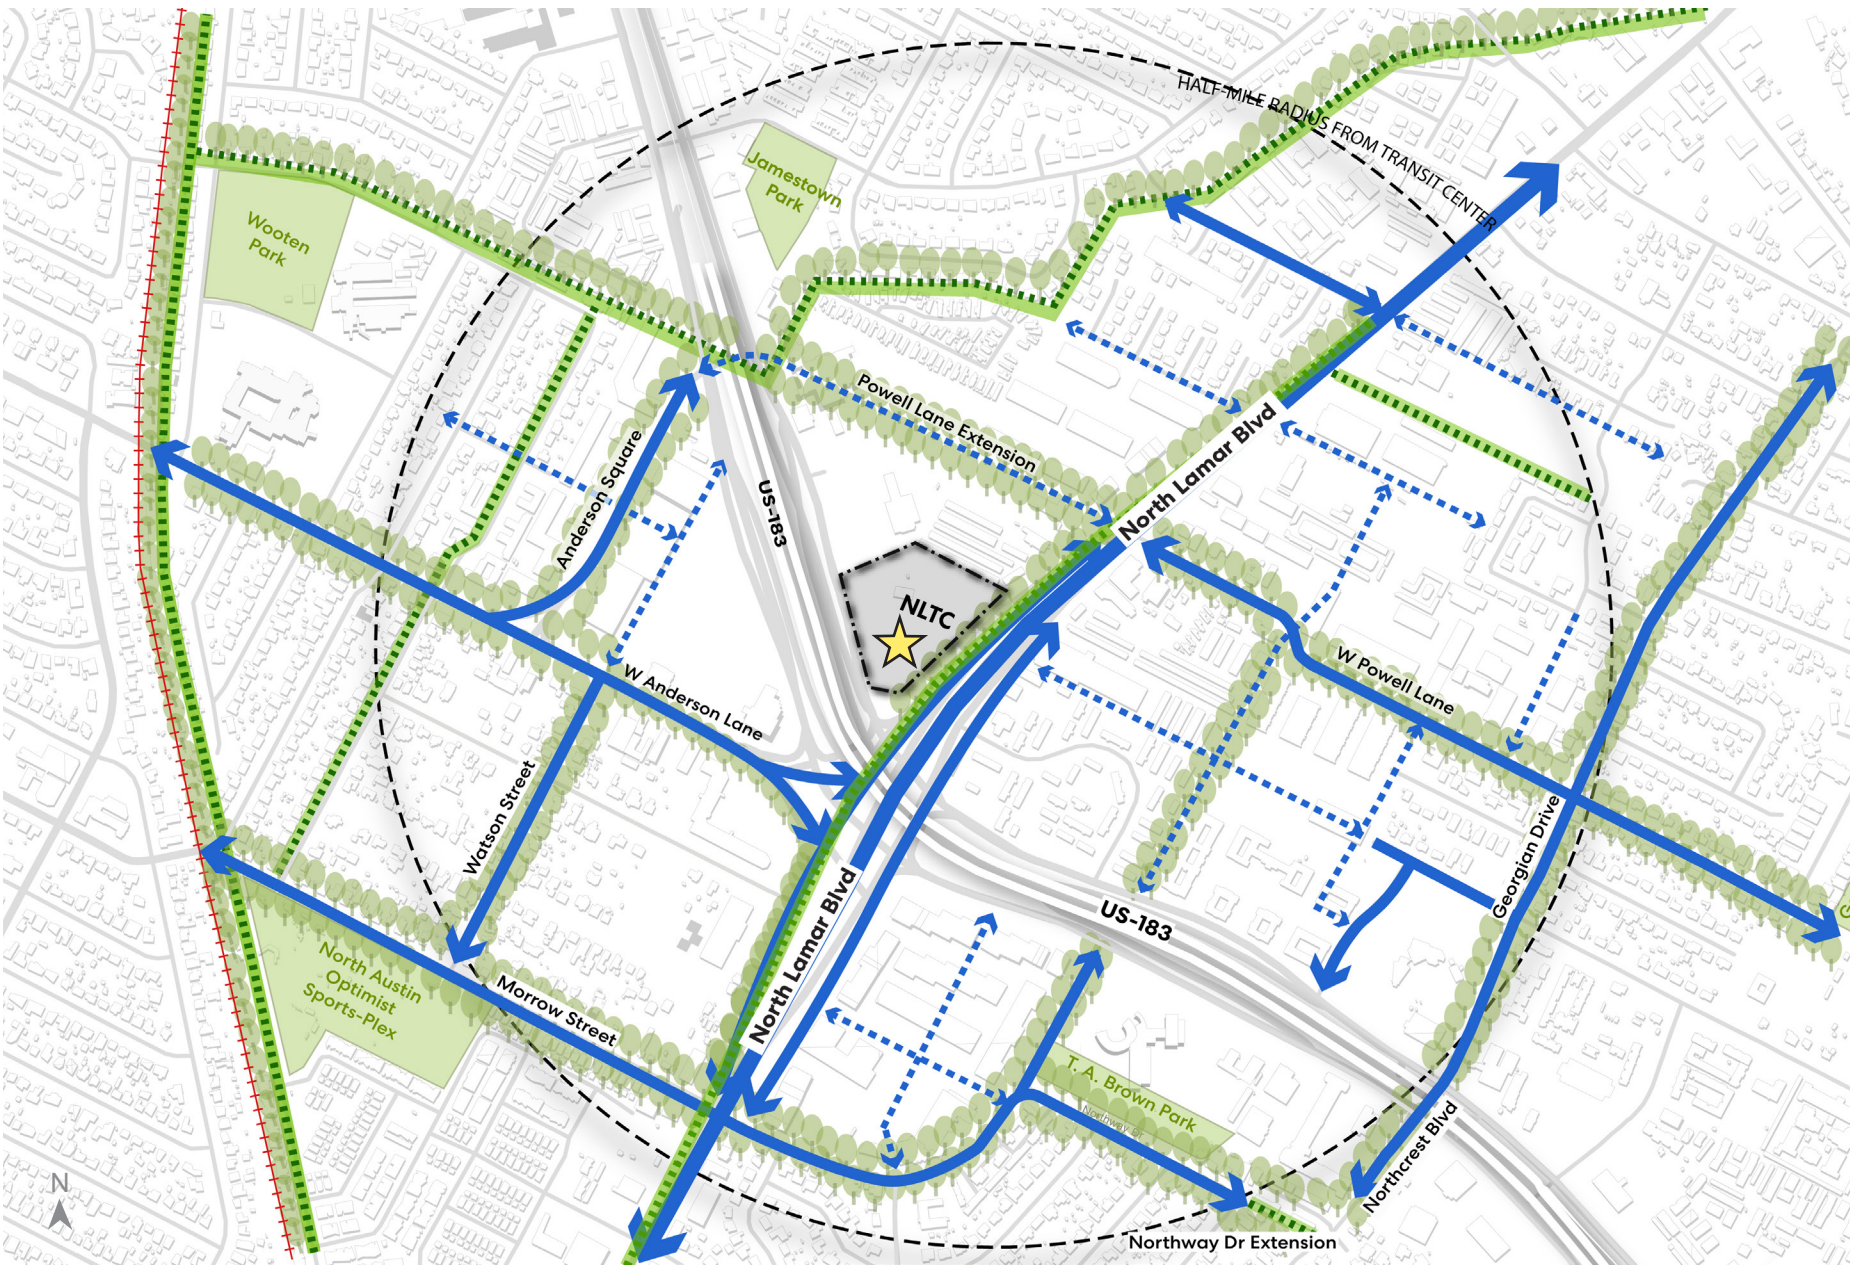 HALF-MILE RADIUS FROM TRANSIT CENTER
Jamestown
Park
Wooten
Park
Powell Lane Extension
North Lamar Blvd
Anderson Square
US-183
NLTC
W Anderson Lane
W Powell Lane
Watson Street
Georgian Drive
North Lamar Blvd
US-183
North Austin
Optimist
Sports-Plex
Morrow Street
T. A. Brown Park
Northway Dr
Northcrest Blvd
N
Northway Dr Extension